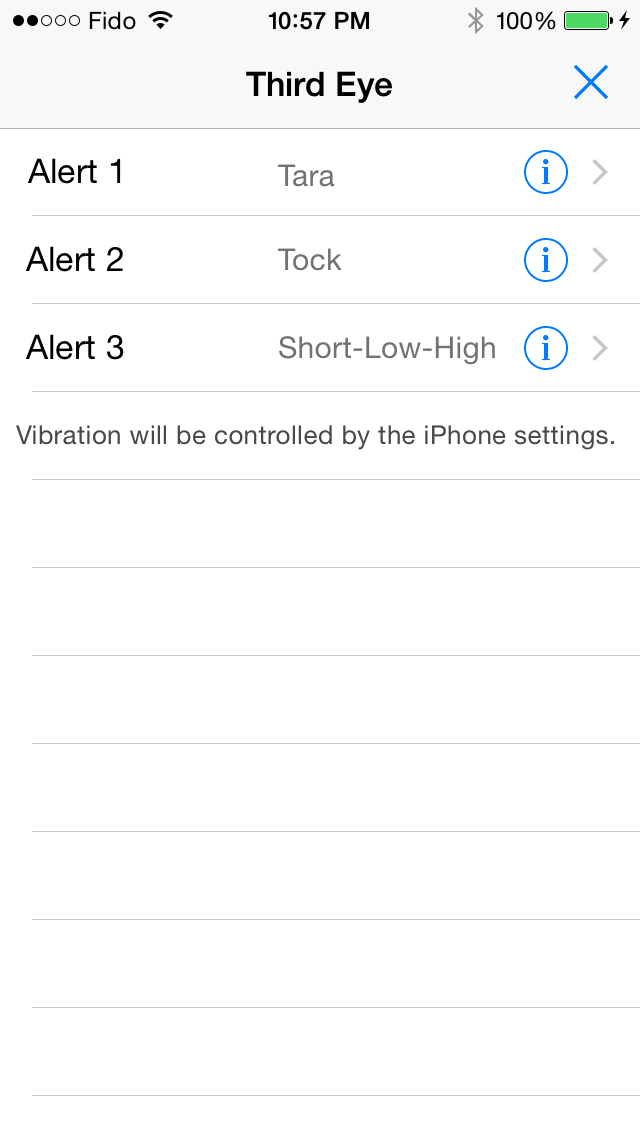 Fido 10:57 PM 100%
Third Eye
Alert 1 Tara
Alert 2 Tock
Alert 3 Short-Low-High
Vibration will be controlled by the iPhone settings.